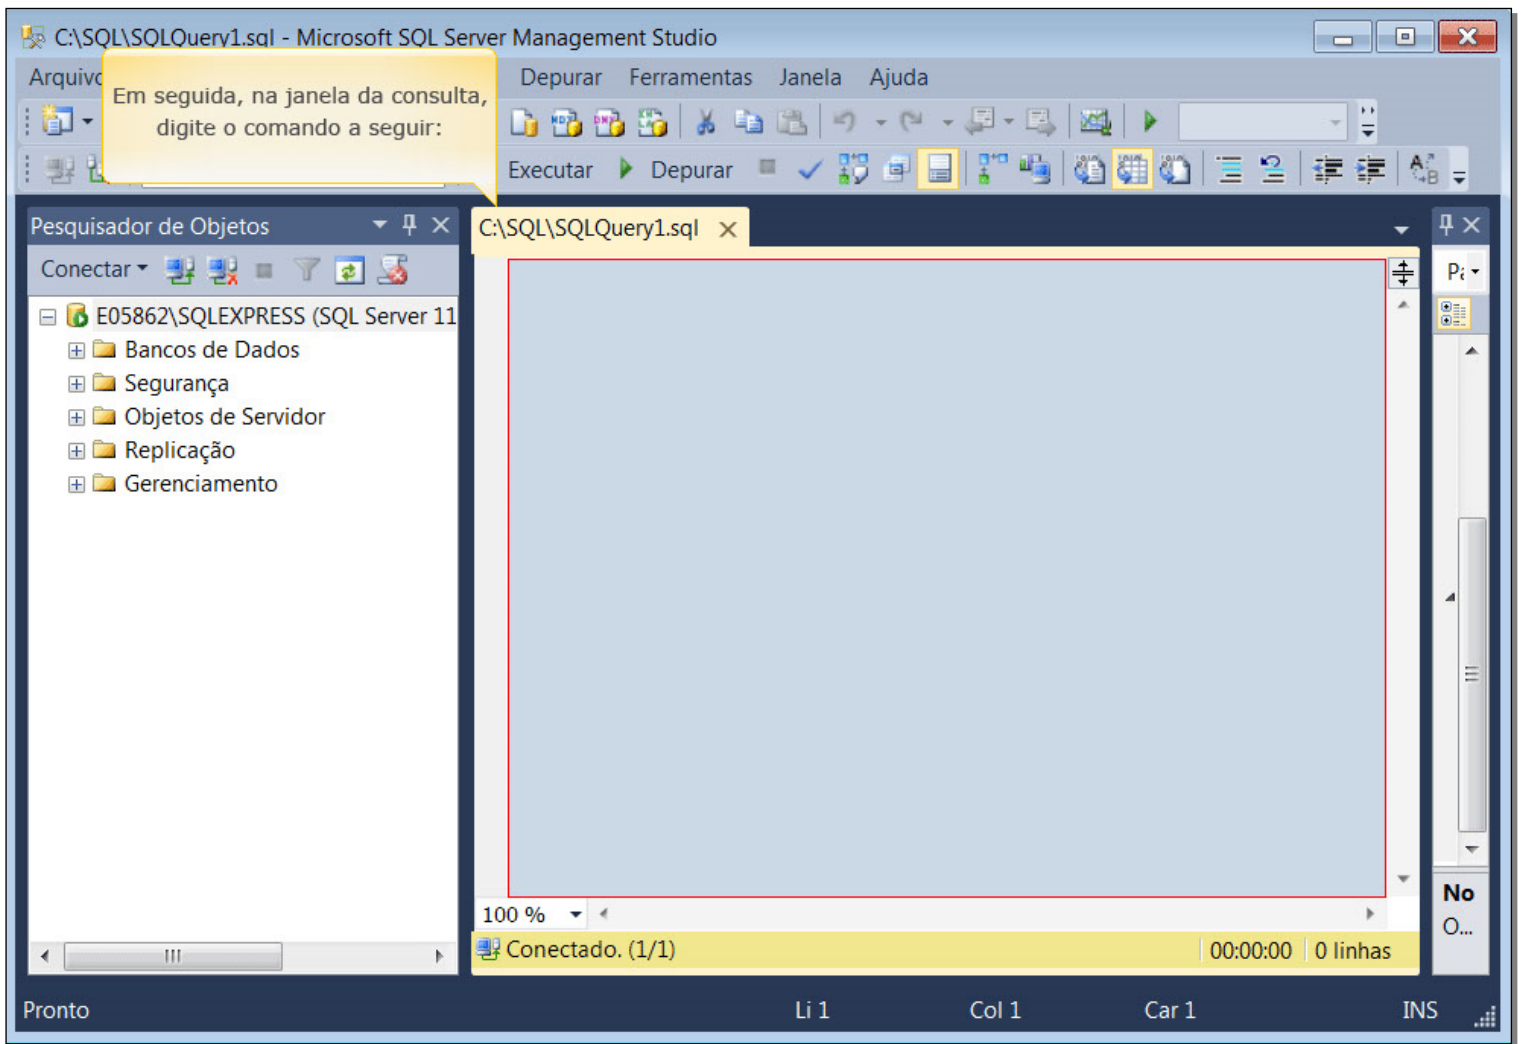 C:\SQL\SQLQuery1.sql - Microsoft SQL Server Management Studio
Depurar Ferramentas Janela Ajuda
Em seguida, na janela da consulta,
digite o comando a seguir:
Executar Depurar
Pesquisador de Objetos
C:\SQL\SQLQuery1.sql
Conectar
E05862\SQLEXPRESS (SQL Server 11
Bancos de Dados
Segurança
Objetos de Servidor
Replicação
Gerenciamento
100 %
No
O...
Conectado. (1/1) 00:00:00 0 linhas
Pronto Li 1 Col 1 Car 1 INS